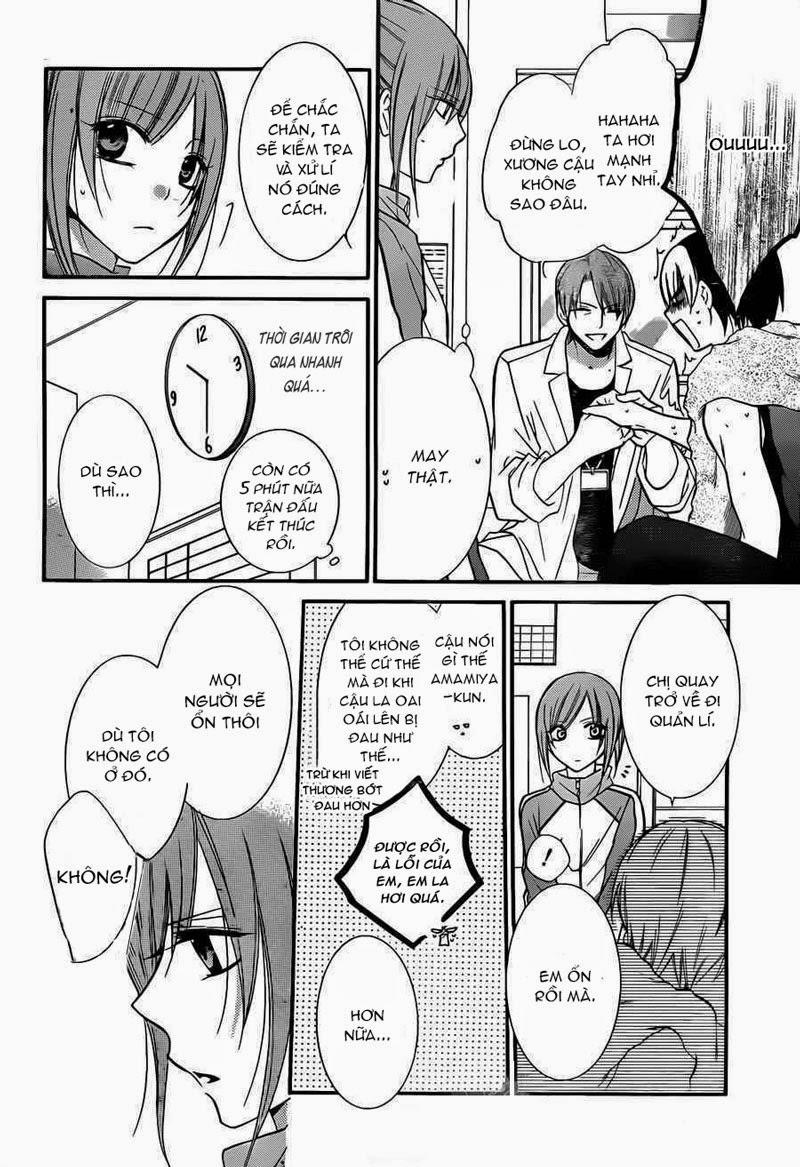 OUUUU...
HAHAHA
TA HƠI
MẠNH
TAY NHỈ.
ĐỪNG LO,
XƯƠNG CẬU
KHÔNG
SAO ĐÂU.
MAY
THẬT.
ĐỂ CHẮC
CHẮN, TA
SẼ KIỂM TRA
VÀ XỬ LÍ
NÓ ĐÚNG
CÁCH.
12
3
6
9
THỜI GIAN TRÔI
QUA NHANH
QUÁ...
CÒN CÓ
5 PHÚT NỮA
TRẬN ĐẤU
KẾT THÚC
RỒI.
DÙ SAO
THÌ...
CHỊ QUAY
TRỞ VỀ ĐI
QUẢN LÍ.
!
EM ỔN
RỒI MÀ.
CẬU NÓI
GÌ THẾ
AMAMIYA
-KUN.
TÔI KHÔNG
THỂ CỨ THẾ
MÀ ĐI KHI
CẬU LA OAI
OÁI LÊN BỊ
ĐAU NHƯ
THẾ...
TRỪ KHI VẾT
THƯƠNG BỚT
ĐAU HƠN~
ĐƯỢC RỒI,
LÀ LỖI CỦA
EM, EM LA
HƠI QUÁ.
HƠN
NỮA...
MỌI
NGƯỜI SẼ
ỔN THÔI
DÙ TÔI
KHÔNG CÓ
Ở ĐÓ.
KHÔNG!